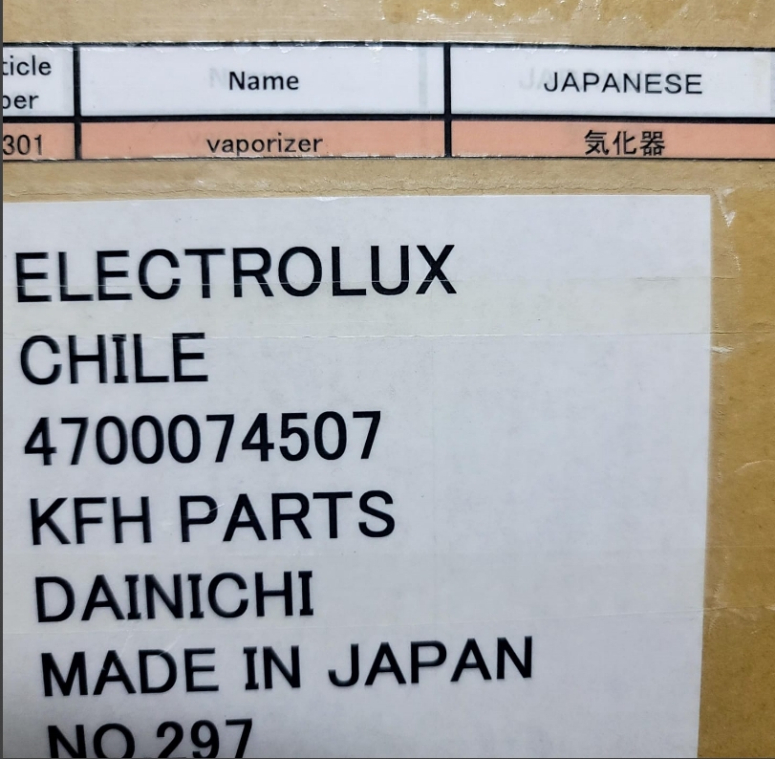 ticle
ber
Name
JAPANESE
301
vaporizer
気化器
ELECTROLUX
CHILE
4700074507
KFH PARTS
DAINICHI
MADE IN JAPAN
NO.297